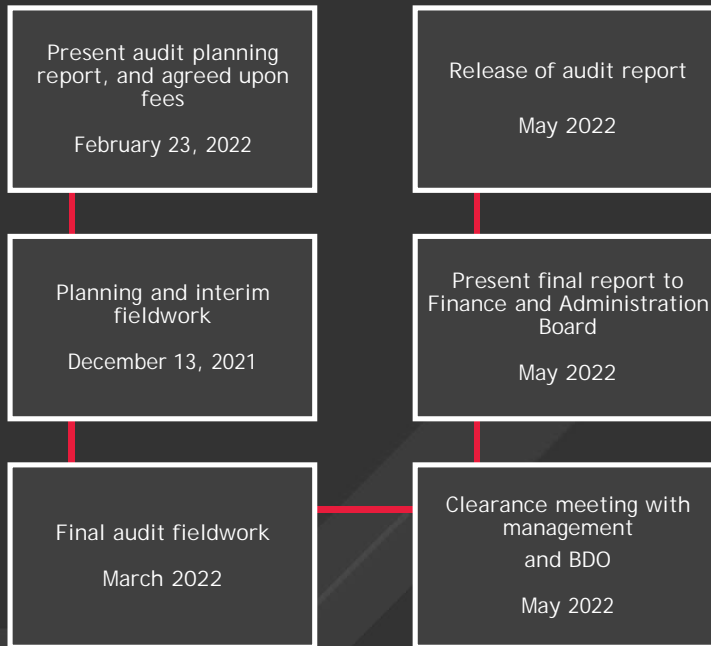 Present audit planning
report, and agreed upon
fees
February 23, 2022
Planning and interim
fieldwork
December 13, 2021
Final audit fieldwork
March 2022
Clearance meeting with
management
and BDO
May 2022
Present final report to
Finance and Administration
Board
May 2022
Release of audit report
May 2022